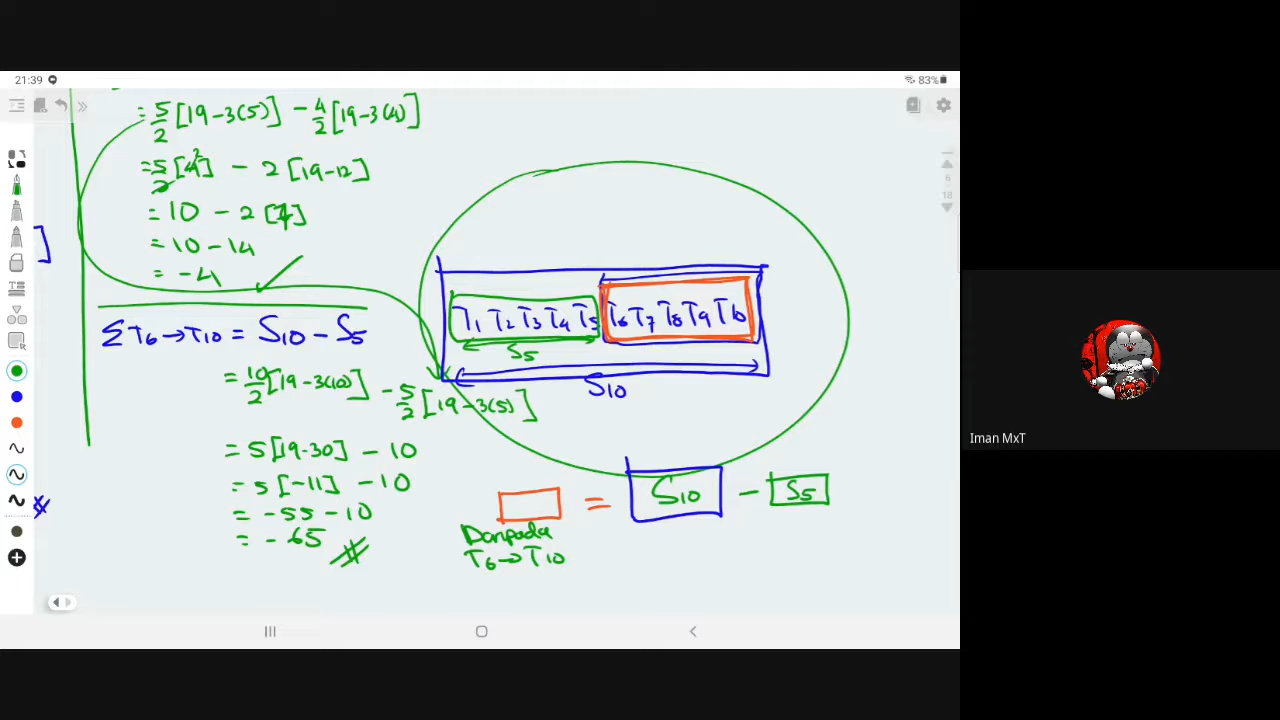 21:39
83%
= 5/2 [19-3(5)] - 4/2 [19-3(4)]
= 5/2 [4²] - 2 [19-12]
= 10 - 2 [7]
= 10 - 14
= -4
ΣT6→T10 = S10 - S5
= 10/2 [19-3(10)] - 5/2 [19-3(5)]
= 5 [19-30] - 10
= 5 [-11] - 10
= -55 - 10
= -65
T1 T2 T3 T4 T5 T6 T7 T8 T9 T10
S5
S10
= S10 - S5
Daripada
T6→T10
6
18
Iman MxT